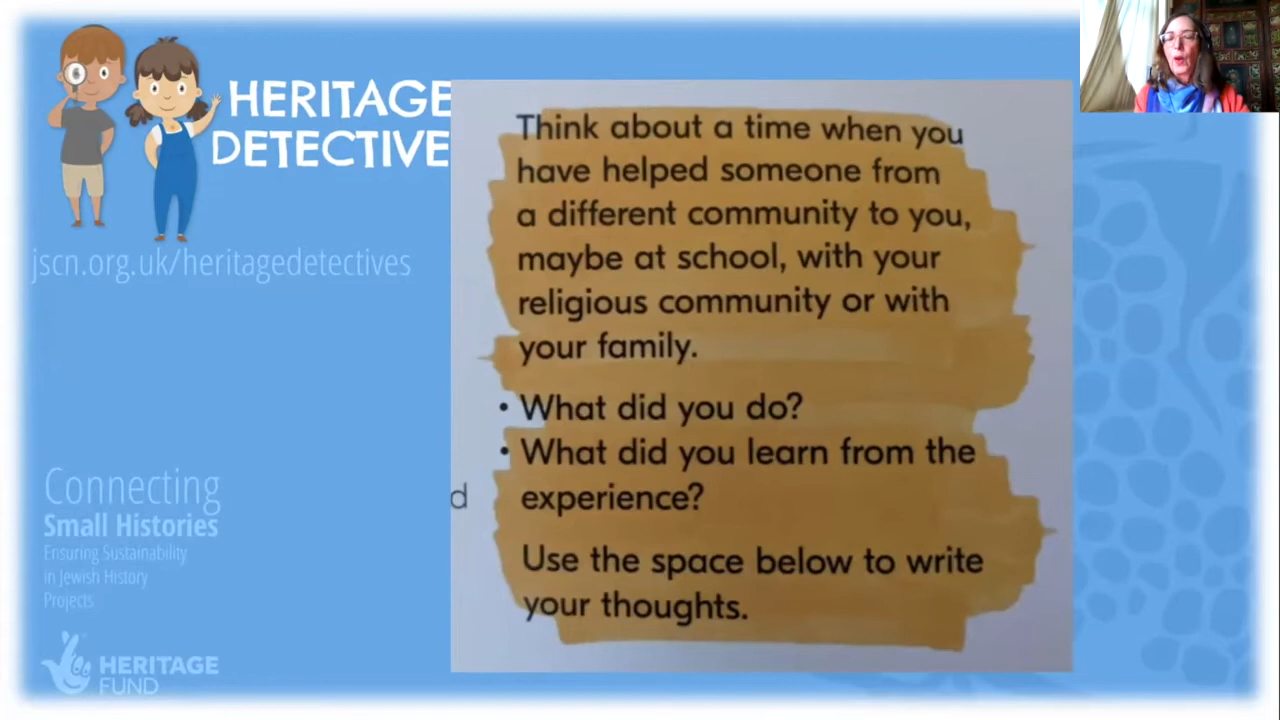 HERITAGE
DETECTIVE
jscn.org.uk/heritagedetectives
Think about a time when you
have helped someone from
a different community to you,
maybe at school, with your
religious community or with
your family.
• What did you do?
• What did you learn from the
experience?
Use the space below to write
your thoughts.
d
Connecting
Small Histories
Ensuring Sustainability
in Jewish History
Projects
HERITAGE
FUND